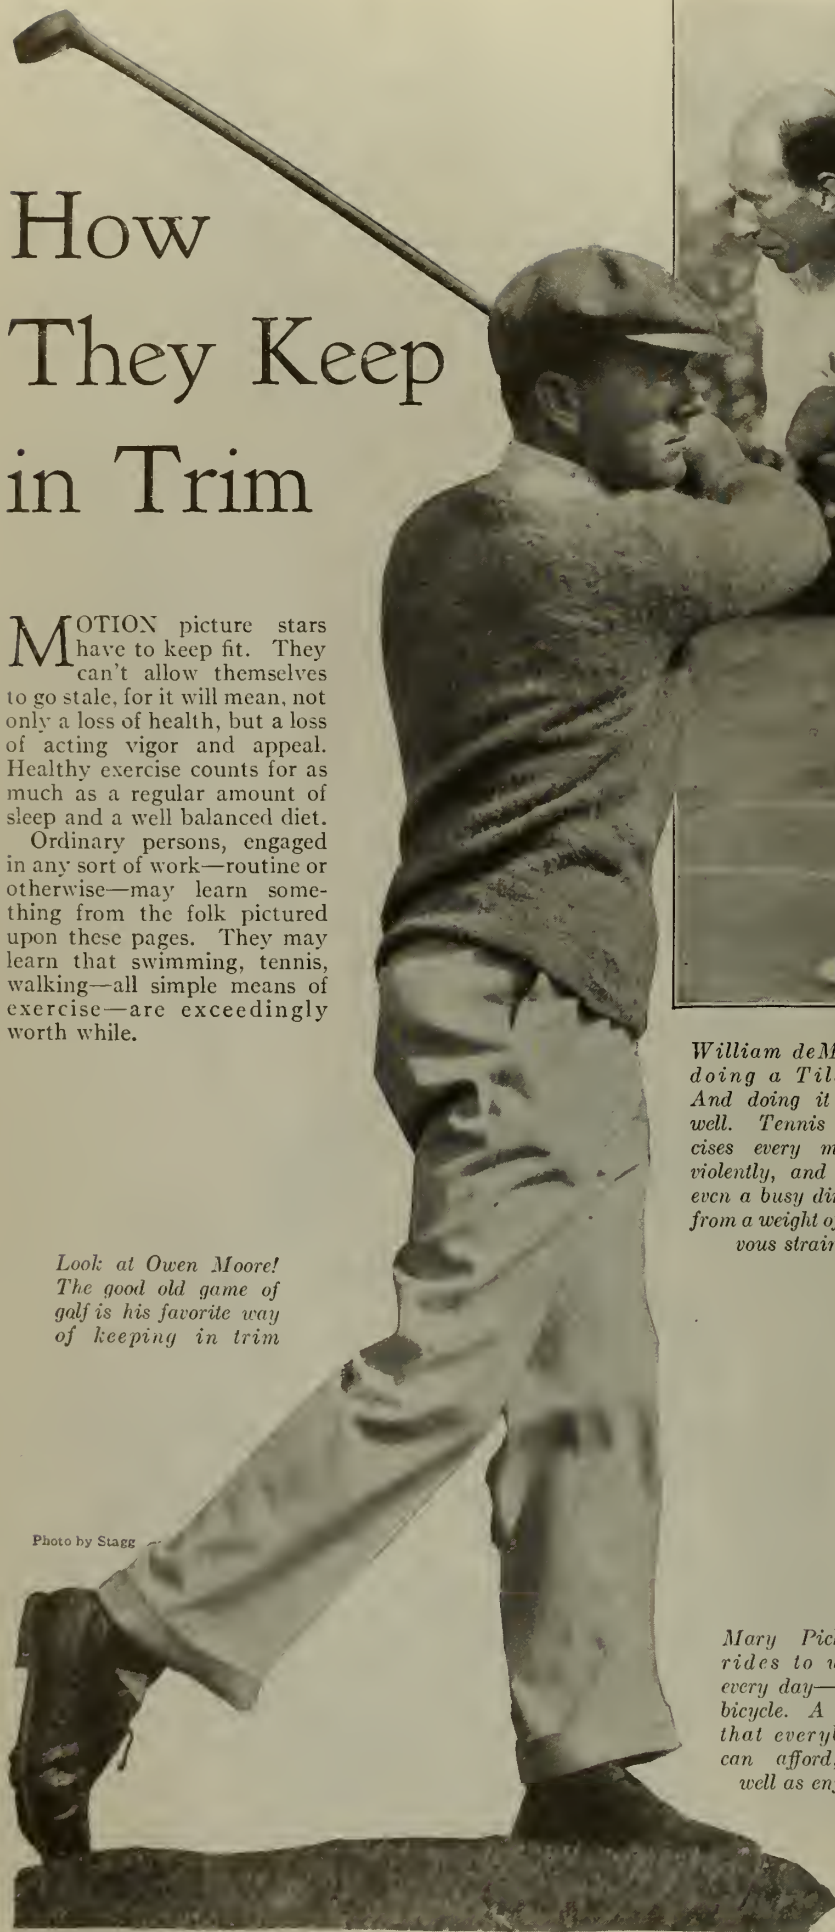 How
They Keep
in Trim
MOTION picture stars
have to keep fit. They
can't allow themselves
to go stale, for it will mean, not
only a loss of health, but a loss
of acting vigor and appeal.
Healthy exercise counts for as
much as a regular amount of
sleep and a well balanced diet.
Ordinary persons, engaged
in any sort of work—routine or
otherwise—may learn some-
thing from the folk pictured
upon these pages. They may
learn that swimming, tennis,
walking—all simple means of
exercise—are exceedingly
worth while.
Look at Owen Moore!
The good old game of
golf is his favorite way
of keeping in trim
Photo by Stagg
William deM
doing a Til
And doing it
well. Tennis
cises every m
violently, and
even a busy di
from a weight o
vous strain
Mary Pic
rides to
every day—
bicycle. A
that every
can afford,
well as en